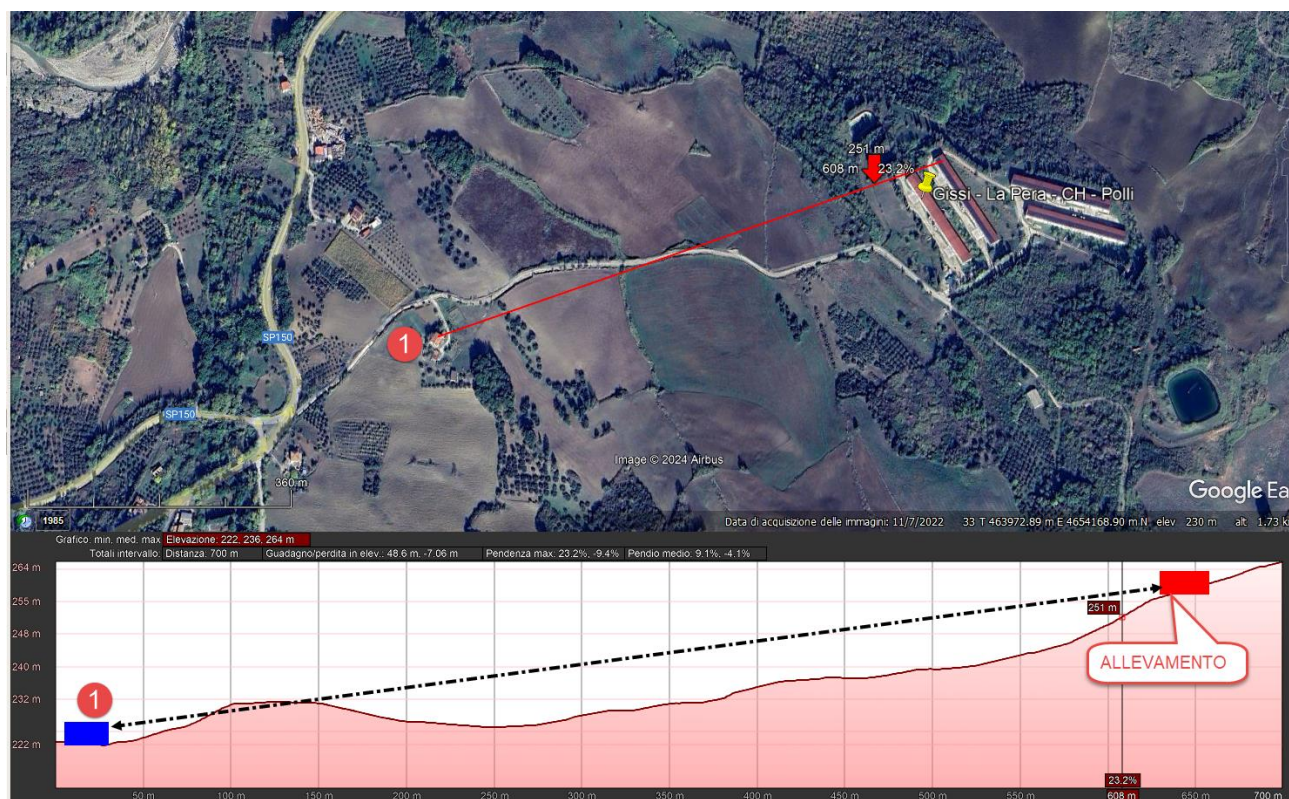 251 m
608 m 23.2%
Gissi - La Pera - CH - Polli
1
SP150
SP150
360 m
Image © 2024 Airbus
Google Ea
1985
Data di acquisizione delle immagini: 11/7/2022 33 T 463972.89 m E 4654168.90 m N elev 230 m alt 1.73 ki
Grafico: min. med. max Elevazione: 222, 236, 264 m
Totali intervallo: Distanza: 700 m Guadagno/perdita in elev.: 48.6 m, -7.06 m Pendenza max: 23.2%, -9.4% Pendio medio: 9.1%, -4.1%
264 m
255 m
248 m
240 m
232 m
222 m
251 m
ALLEVAMENTO
1
23.2%
50 m 100 m 150 m 200 m 250 m 300 m 350 m 400 m 450 m 500 m 550 m 608 m 650 m 700 m